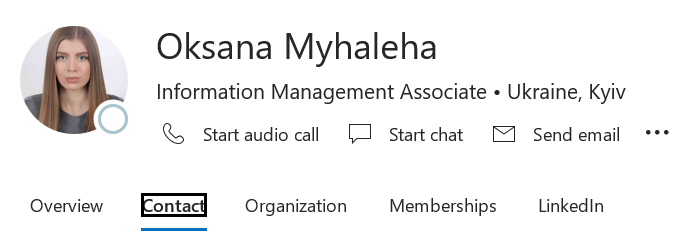 Oksana Myhaleha
Information Management Associate • Ukraine, Kyiv
Start audio call Start chat Send email •••
Overview Contact Organization Memberships LinkedIn